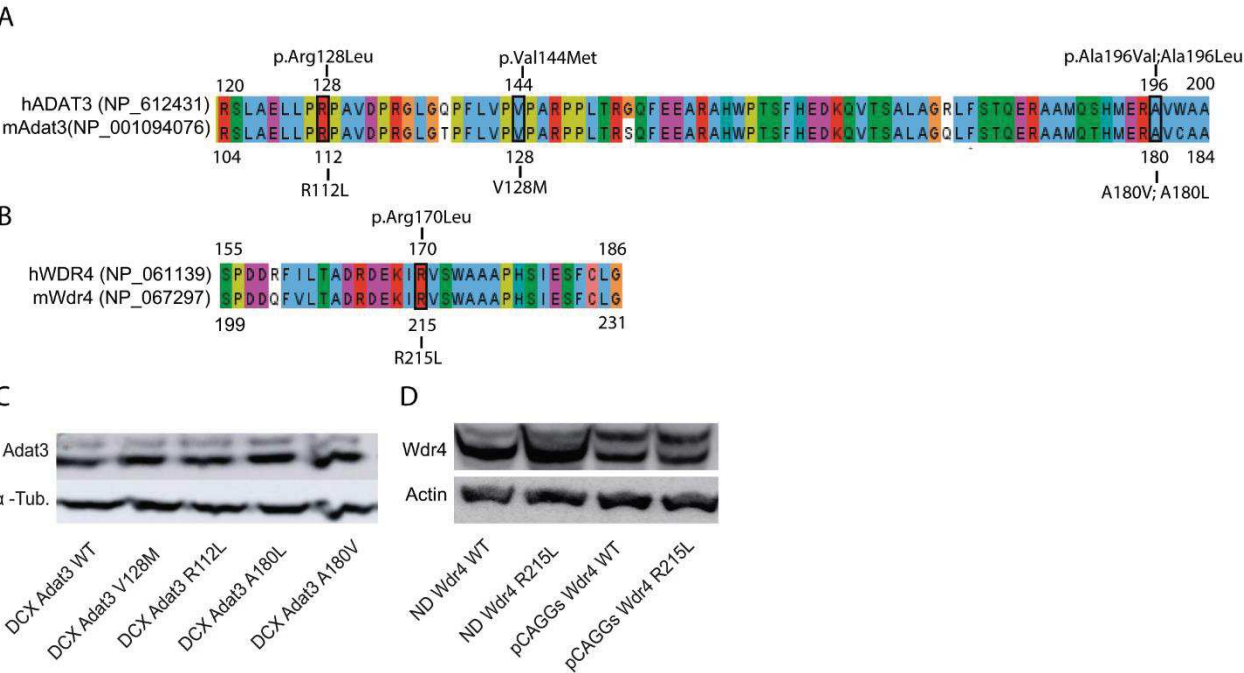 A
p.Arg128Leu p.Val144Met p.Ala196Val;Ala196Leu
120 128 144 196 200
hADAT3 (NP_612431) RSLAELLPRPAVDPRGLGQPFLVPVPARPPLTRGQFEEARAHWPTSFHEDKQVTSALAGRLFSTQERAAMQSHMERAVWAA
mAdat3(NP_001094076) RSLAELLPRPAVDPRGLGTPFLVPVPARPPLTRSQFEEARAHWPTSFHEDKQVTSALAGQLFSTQERAAMQTHMERAVCAA
104 112 128 180 184
R112L V128M A180V; A180L
B
p.Arg170Leu
155 170 186
hWDR4 (NP_061139) SPDDRFILTADRDEKIRVSWAAAPHSIESFCLG
mWdr4 (NP_067297) SPDDQFVLTADRDEKIRVSWAAAPHSIESFCLG
199 215 231
R215L
C
Adat3
α -Tub.
DCX Adat3 WT
DCX Adat3 V128M
DCX Adat3 R112L
DCX Adat3 A180L
DCX Adat3 A180V
D
Wdr4
Actin
ND Wdr4 WT
ND Wdr4 R215L
pCAGGs Wdr4 WT
pCAGGs Wdr4 R215L